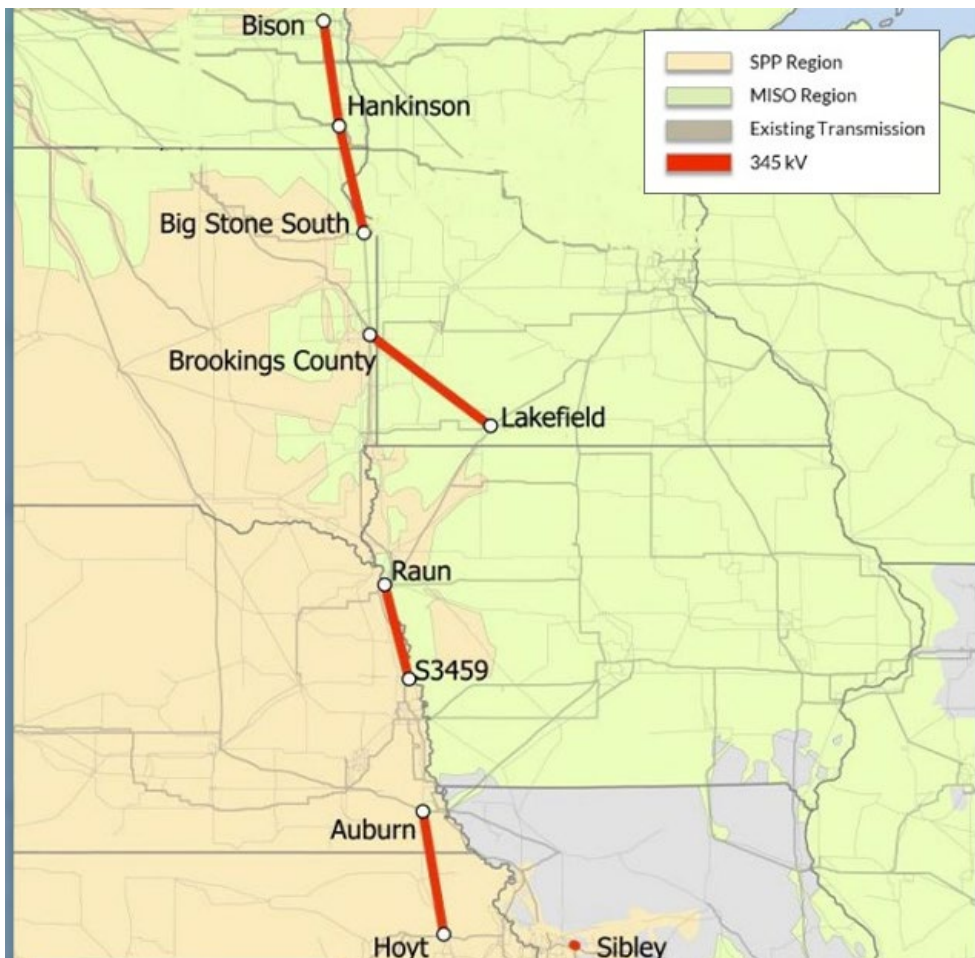 Bison
SPP Region
MISO Region
Existing Transmission
345 kV
Hankinson
Big Stone South
Brookings County
Lakefield
Raun
S3459
Auburn
Hoyt
Sibley